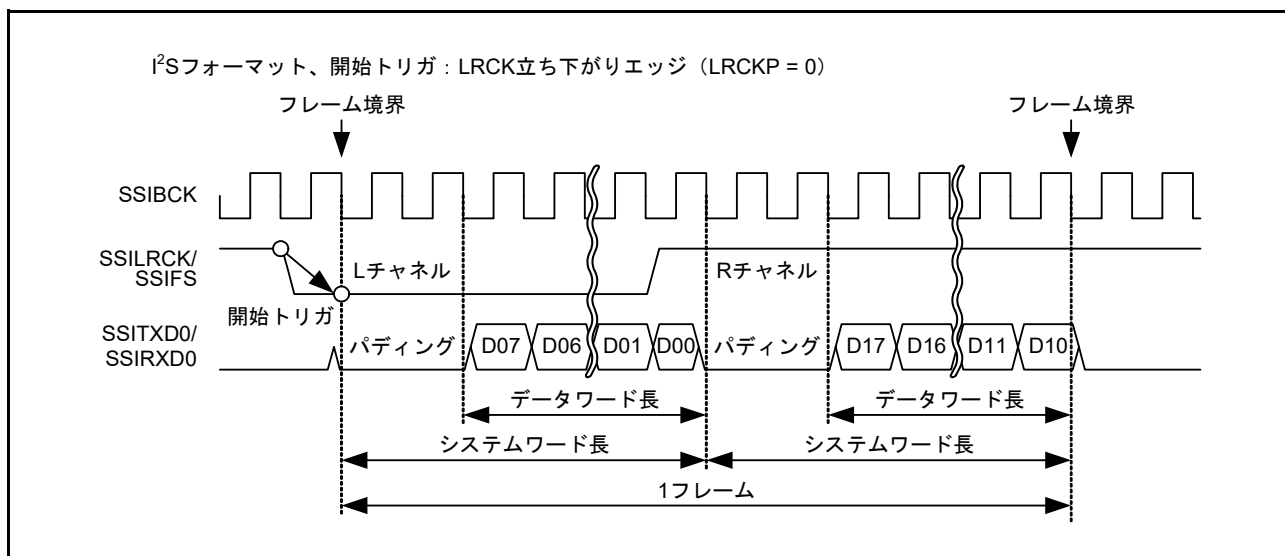 I²Sフォーマット、開始トリガ：LRCK立ち下がりエッジ（LRCKP = 0）
フレーム境界
フレーム境界
SSIBCK
SSILRCK/
SSIFS
Lチャネル
Rチャネル
開始トリガ
SSITXD0/
SSIRXD0
パディング
D07
D06
D01
D00
パディング
D17
D16
D11
D10
データワード長
データワード長
システムワード長
システムワード長
1フレーム